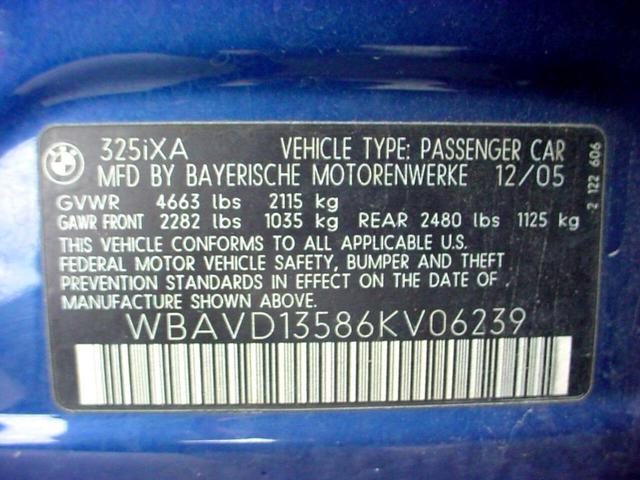 325iXA VEHICLE TYPE: PASSENGER CAR
MFD BY BAYERISCHE MOTORENWERKE 12/05
GVWR 4663 lbs 2115 kg
GAWR FRONT 2282 lbs 1035 kg REAR 2480 lbs 1125 kg
THIS VEHICLE CONFORMS TO ALL APPLICABLE U.S.
FEDERAL MOTOR VEHICLE SAFETY, BUMPER AND THEFT
PREVENTION STANDARDS IN EFFECT ON THE DATE OF
MANUFACTURE SHOWN ABOVE.
WBAVD13586KV06239
2 122 606
BMW